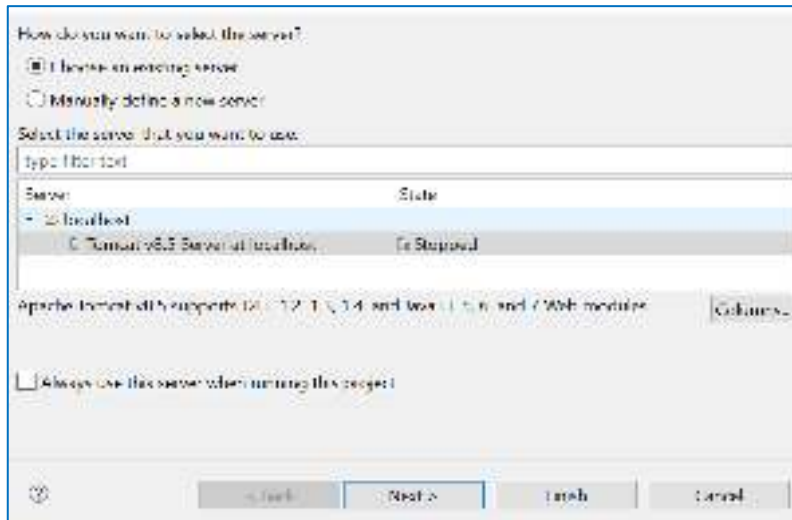 How do you want to select the server?
Choose an existing server
Manually define a new server
Select the server that you want to use:
type filter text
Server State
localhost
Tomcat v8.5 Server at localhost Stopped
Apache Tomcat v8.5 supports J2EE 1.2, 1.3, 1.4, and Java EE 5, 6, and 7 Web modules. Columns...
Always use this server when running this project
< Back Next > Finish Cancel